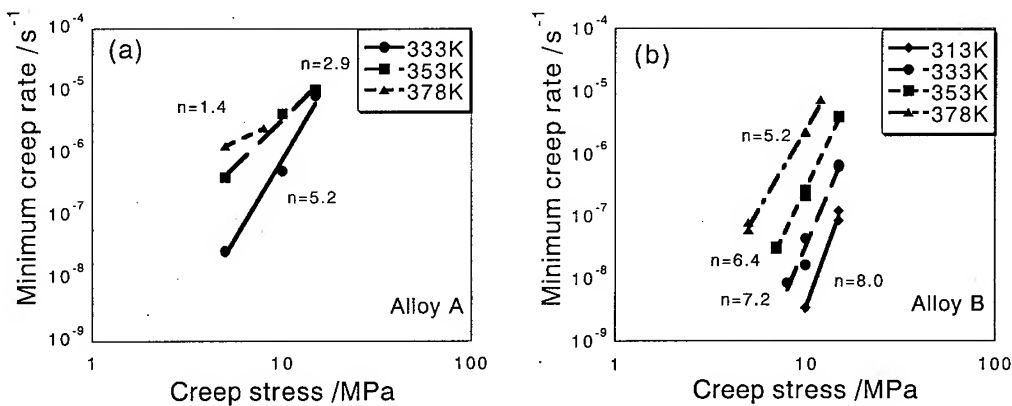 (a)
333K
353K
378K
n=2.9
n=1.4
n=5.2
Alloy A
Minimum creep rate /s⁻¹
10⁻⁴
10⁻⁵
10⁻⁶
10⁻⁷
10⁻⁸
10⁻⁹
1
10
100
Creep stress /MPa
(b)
313K
333K
353K
378K
n=5.2
n=6.4
n=7.2
n=8.0
Alloy B
Minimum creep rate /s⁻¹
10⁻⁴
10⁻⁵
10⁻⁶
10⁻⁷
10⁻⁸
10⁻⁹
1
10
100
Creep stress /MPa